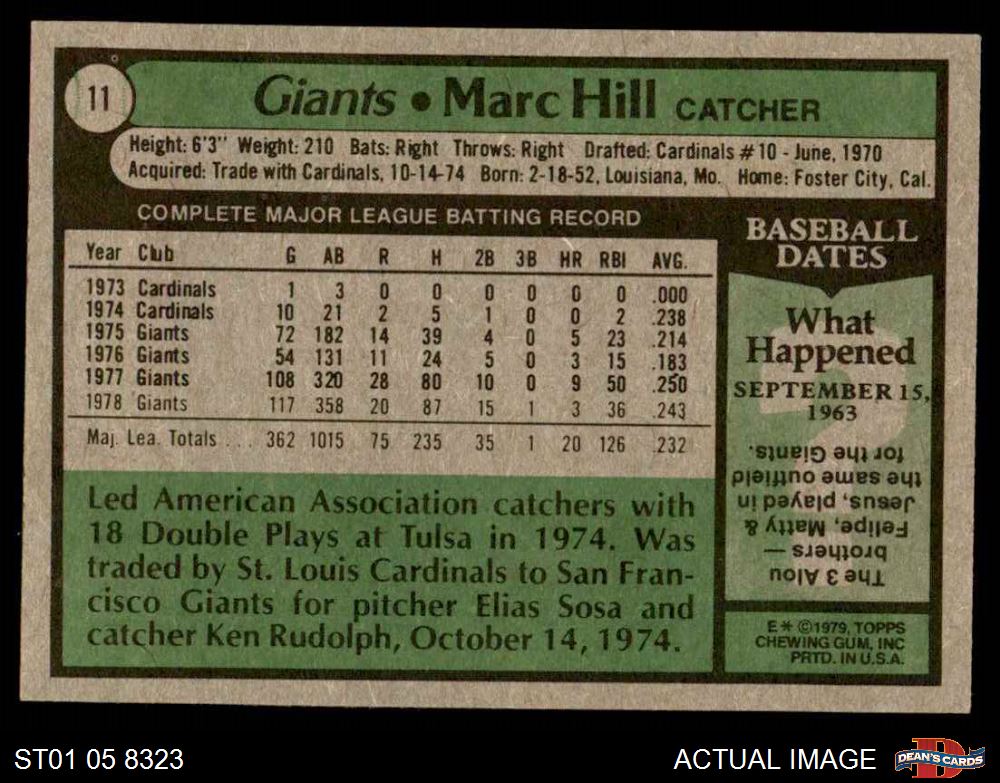 11
Giants • Marc Hill CATCHER
Height: 6'3" Weight: 210 Bats: Right Throws: Right Drafted: Cardinals #10 - June, 1970
Acquired: Trade with Cardinals, 10-14-74 Born: 2-18-52, Louisiana, Mo. Home: Foster City, Cal.
COMPLETE MAJOR LEAGUE BATTING RECORD
Year Club G AB R H 2B 3B HR RBI AVG.
1973 Cardinals 1 3 0 0 0 0 0 0 .000
1974 Cardinals 10 21 2 5 1 0 0 2 .238
1975 Giants 72 182 14 39 4 0 5 23 .214
1976 Giants 54 131 11 24 5 0 3 15 .183
1977 Giants 108 320 28 80 10 0 9 50 .250
1978 Giants 117 358 20 87 15 1 3 36 .243
Maj. Lea. Totals ... 362 1015 75 235 35 1 20 126 .232
Led American Association catchers with
18 Double Plays at Tulsa in 1974. Was
traded by St. Louis Cardinals to San Fran-
cisco Giants for pitcher Elias Sosa and
catcher Ken Rudolph, October 14, 1974.
BASEBALL
DATES
What
Happened
SEPTEMBER 15,
1963
The 3 Alou
brothers —
Felipe, Matty &
Jesus, played in
the same outfield
for the Giants.
E* ©1979, TOPPS
CHEWING GUM, INC
PRTD. IN U.S.A.
ST01 05 8323
ACTUAL IMAGE
DEAN'S CARDS